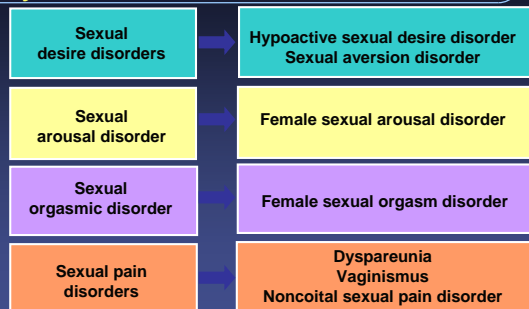 Sexual
desire disorders
Hypoactive sexual desire disorder
Sexual aversion disorder
Sexual
arousal disorder
Female sexual arousal disorder
Sexual
orgasmic disorder
Female sexual orgasm disorder
Sexual pain
disorders
Dyspareunia
Vaginismus
Noncoital sexual pain disorder